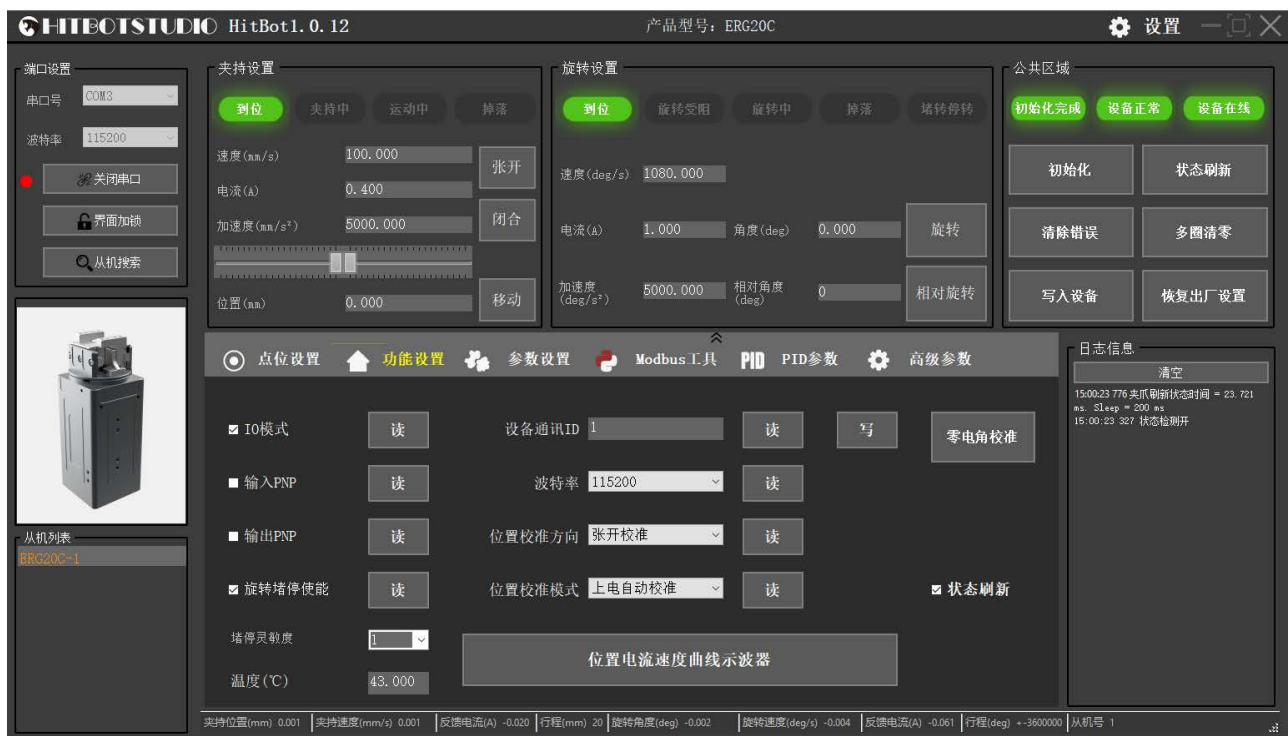 HITBOTSTUDIO HitBot1.0.12
产品型号: ERG20C
设置
端口设置
串口号 COM3
波特率 115200
关闭串口
界面加锁
从机搜索
夹持设置
到位 夹持中 运动中 掉落
速度(mm/s) 100.000 张开
电流(A) 0.400
加速度(mm/s²) 5000.000 闭合
位置(mm) 0.000 移动
旋转设置
到位 旋转受阻 旋转中 掉落 堵转停转
速度(deg/s) 1080.000
电流(A) 1.000 角度(deg) 0.000 旋转
加速度(deg/s²) 5000.000 相对角度(deg) 0 相对旋转
公共区域
初始化完成 设备正常 设备在线
初始化 状态刷新
清除错误 多圈清零
写入设备 恢复出厂设置
点位设置 功能设置 参数设置 Modbus工具 PID PID参数 高级参数
IO模式 读 设备通讯ID 1 读 写 零电角校准
输入PNP 读 波特率 115200 读
输出PNP 读 位置校准方向 张开校准 读
旋转堵停使能 读 位置校准模式 上电自动校准 读 状态刷新
堵停灵敏度 1
位置电流速度曲线示波器
温度(℃) 43.000
日志信息
清空
15:00:23 776 夹爪刷新状态时间 = 23.721
ms. Sleep = 200 ms
15:00:23 327 状态检测开
从机列表
ERG20C-1
夹持位置(mm) 0.001 夹持速度(mm/s) 0.001 反馈电流(A) -0.020 行程(mm) 20 旋转角度(deg) -0.002 旋转速度(deg/s) -0.004 反馈电流(A) -0.061 行程(deg) +-3600000 从机号 1